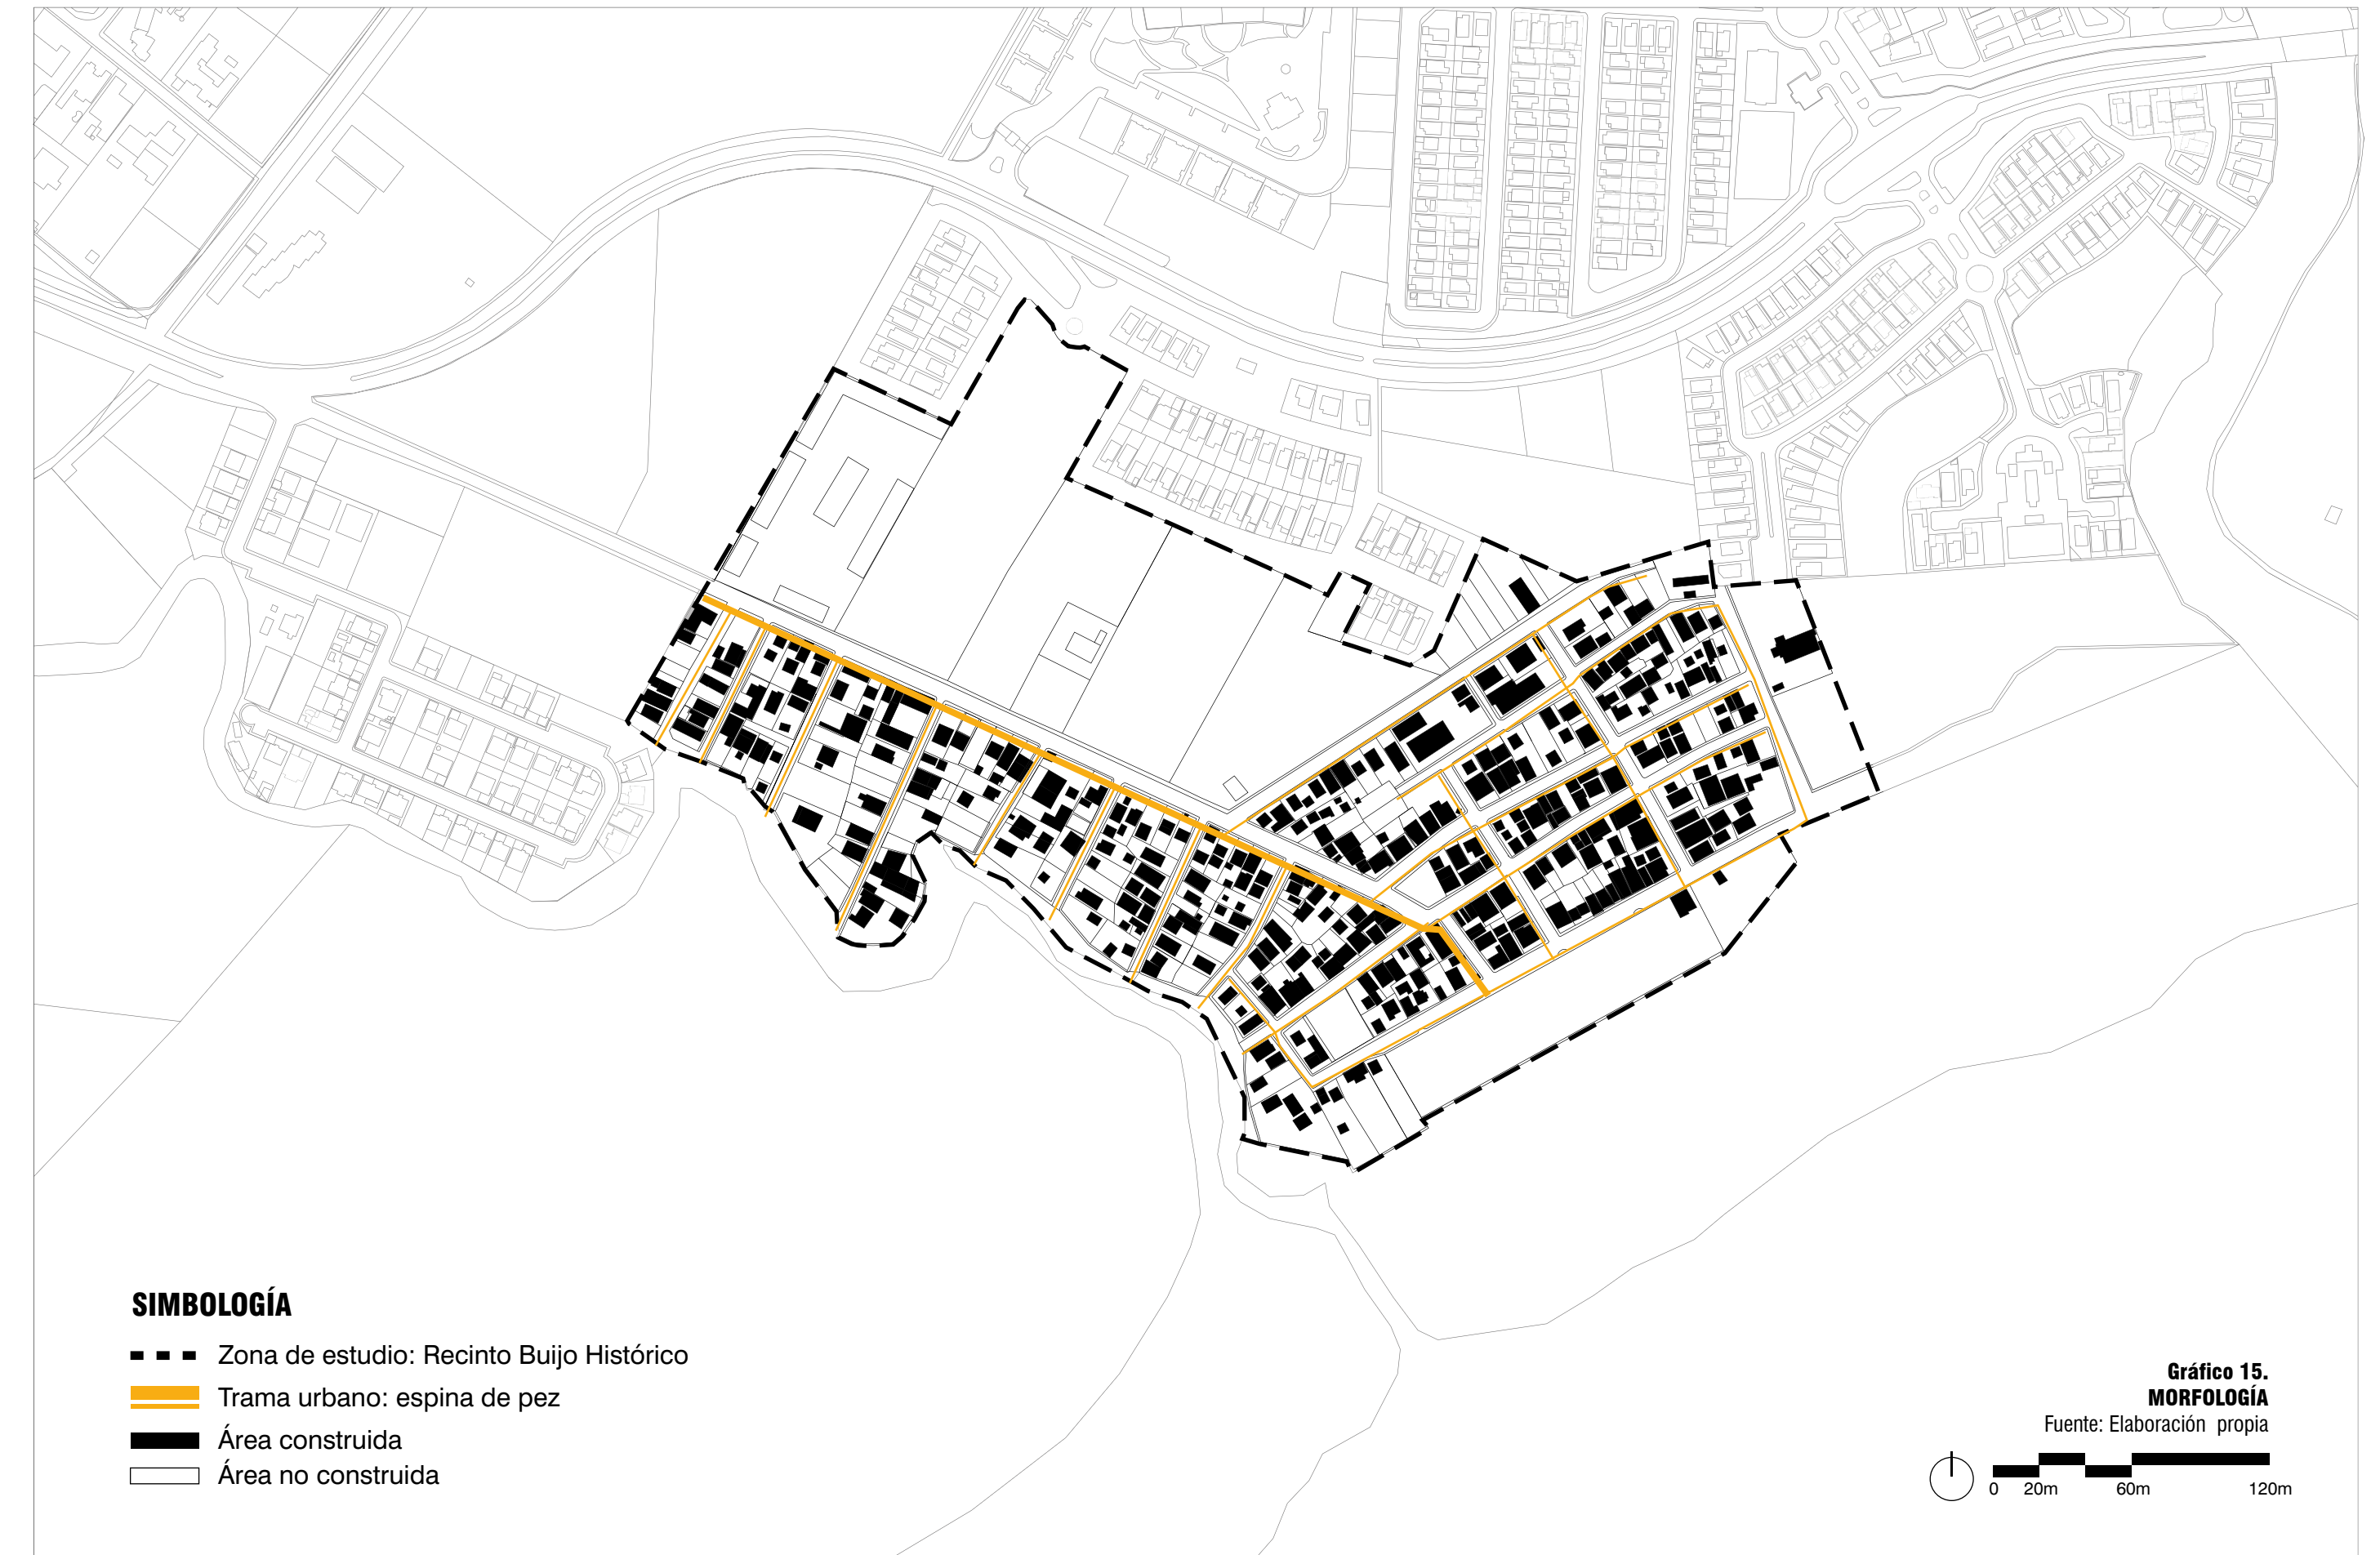 SIMBOLOGÍA
Zona de estudio: Recinto Buijo Histórico
Trama urbano: espina de pez
Área construida
Área no construida
Gráfico 15.
MORFOLOGÍA
Fuente: Elaboración propia
0 20m 60m 120m